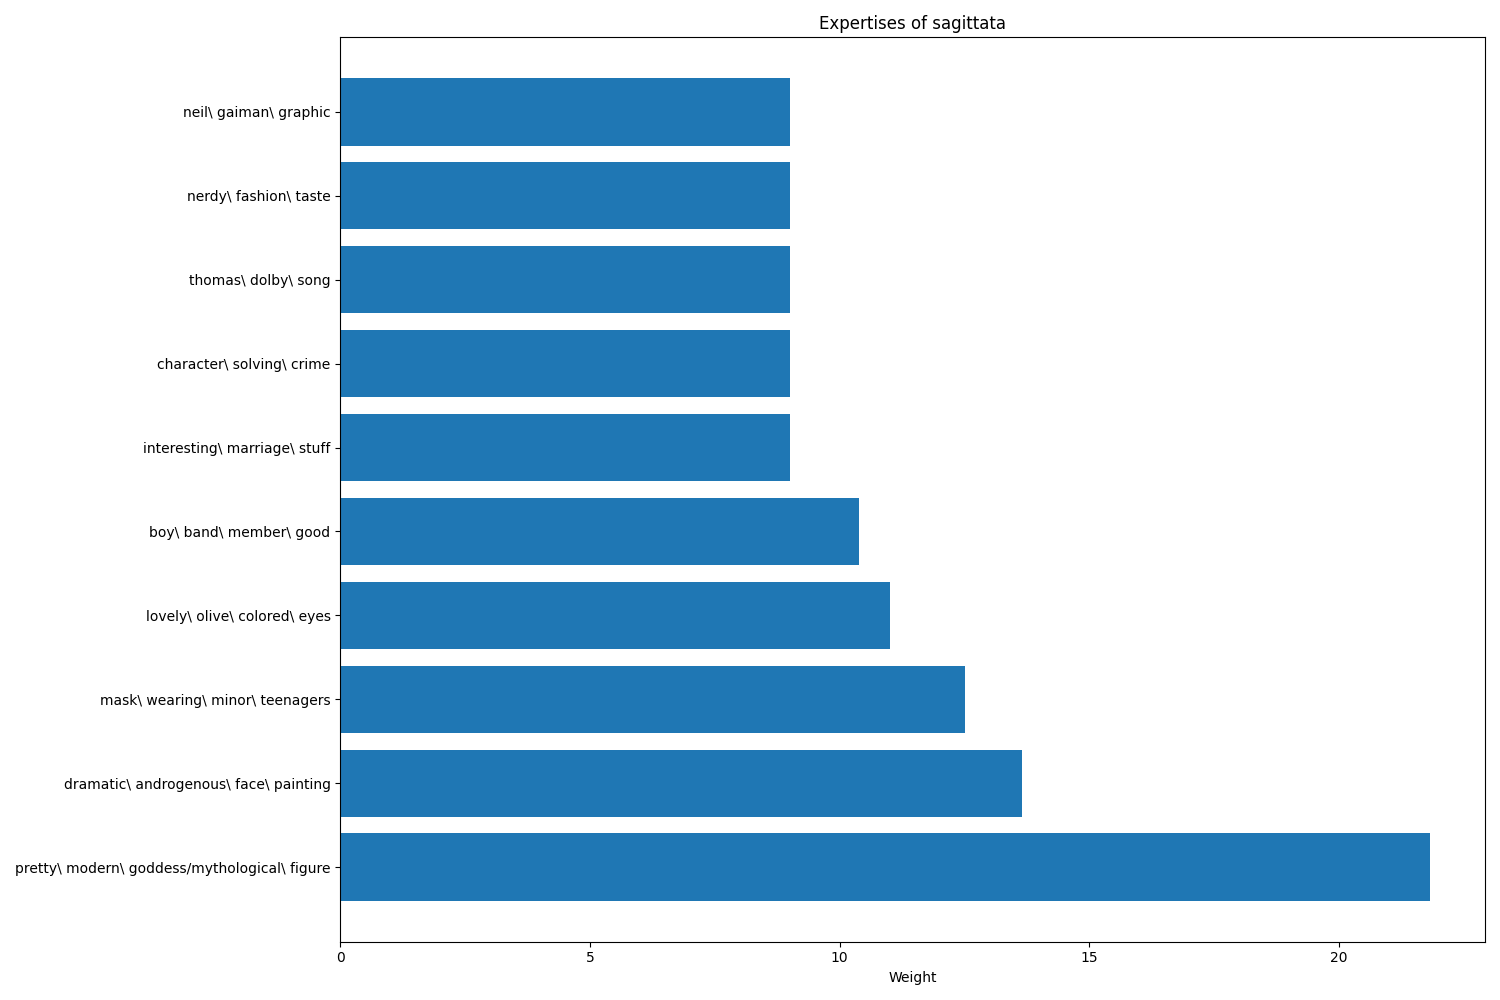 Expertises of sagittata
neil\ gaiman\ graphic
nerdy\ fashion\ taste
thomas\ dolby\ song
character\ solving\ crime
interesting\ marriage\ stuff
boy\ band\ member\ good
lovely\ olive\ colored\ eyes
mask\ wearing\ minor\ teenagers
dramatic\ androgenous\ face\ painting
pretty\ modern\ goddess/mythological\ figure
0 5 10 15 20
Weight